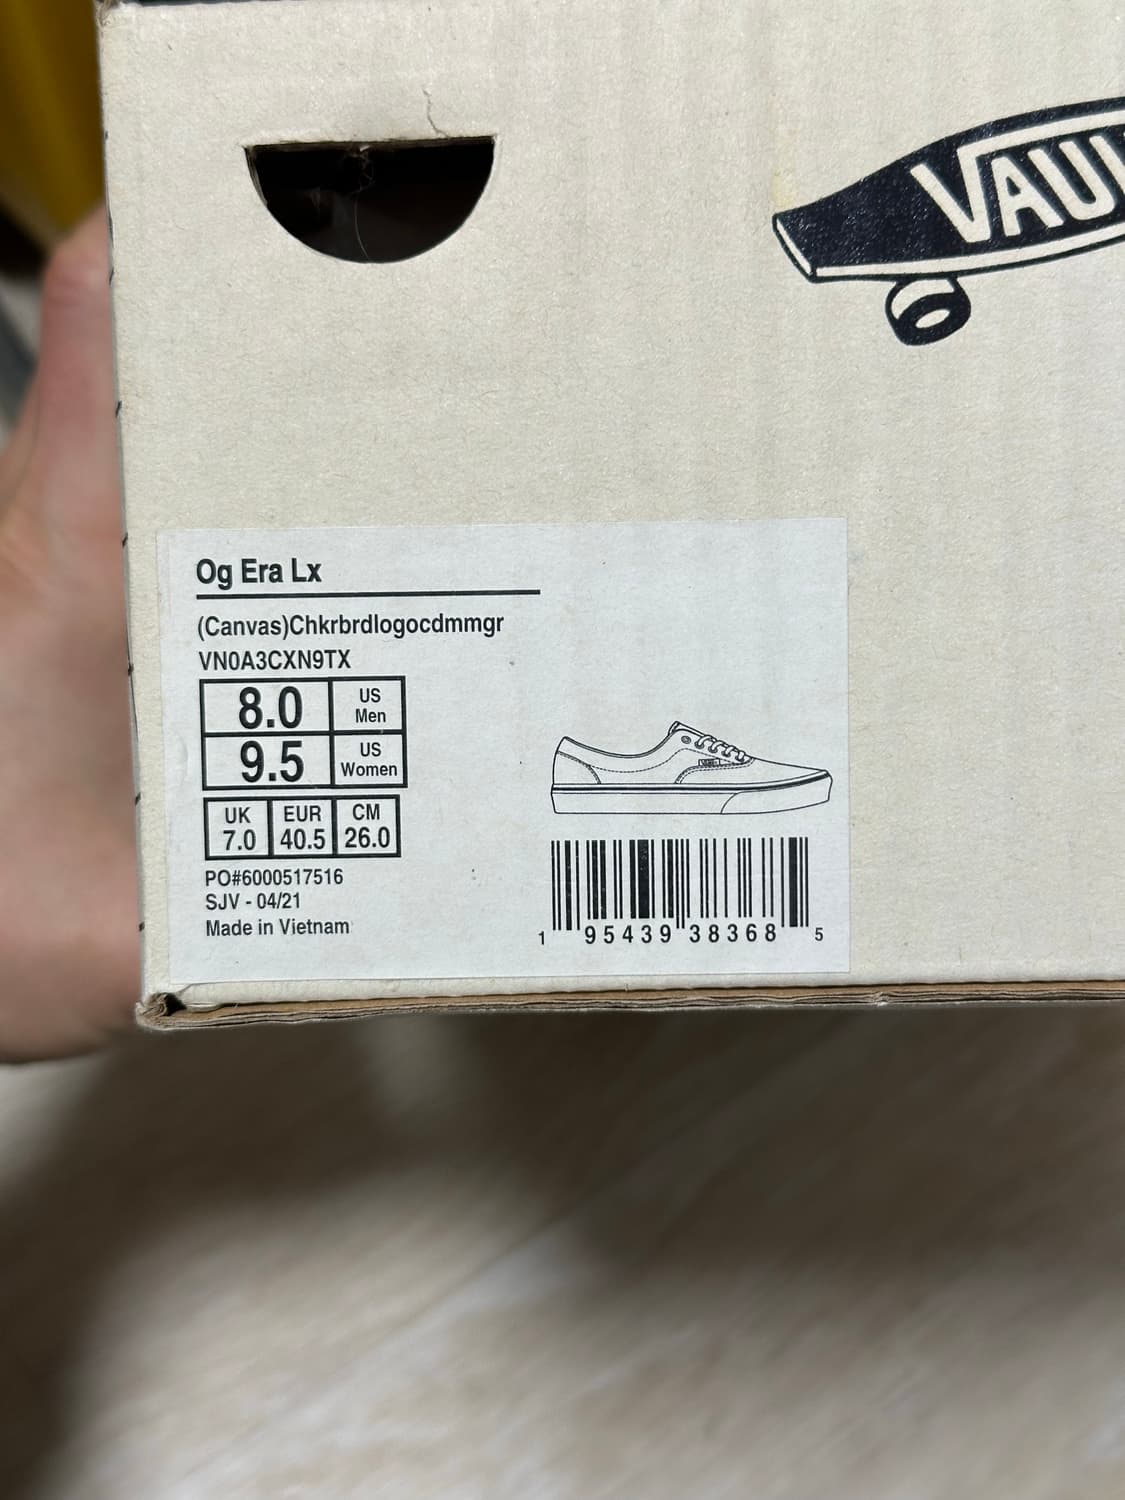 VAUL
Og Era Lx
(Canvas)Chkrbrdlogocdmmgr
VN0A3CXN9TX
8.0 US Men
9.5 US Women
UK EUR CM
7.0 40.5 26.0
PO#6000517516
SJV - 04/21
Made in Vietnam
1 95439 38368 5